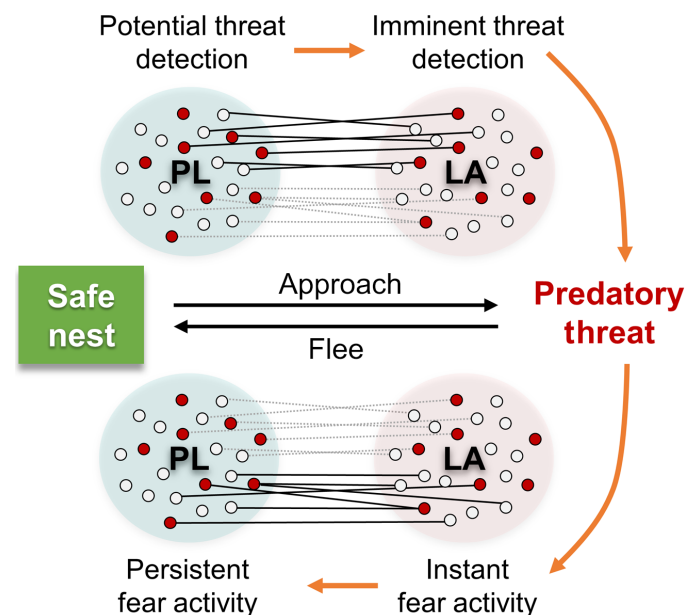 Potential threat
detection
Imminent threat
detection
PL
LA
Safe
nest
Approach
Flee
Predatory
threat
PL
LA
Persistent
fear activity
Instant
fear activity